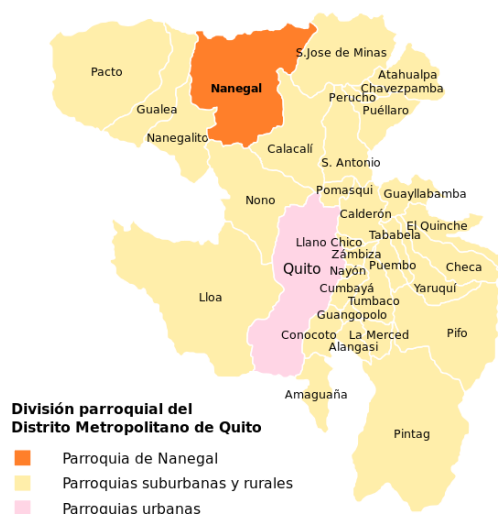 S.Jose de Minas
Pacto
Atahualpa
Nanegal
Perucho
Chavezpamba
Gualea
Puéllaro
Nanegalito
Calacalí
S. Antonio
Nono
Pomasqui
Guayllabamba
Calderón
El Quinche
Tababela
Llano Chico
Zámbiza
Quito
Nayón
Puembo
Checa
Cumbayá
Yaruquí
Lloa
Tumbaco
Guangopolo
Conocoto
La Merced
Pifo
Alangasi
Amaguaña
Pintag
División parroquial del
Distrito Metropolitano de Quito
Parroquia de Nanegal
Parroquias suburbanas y rurales
Parroquias urbanas